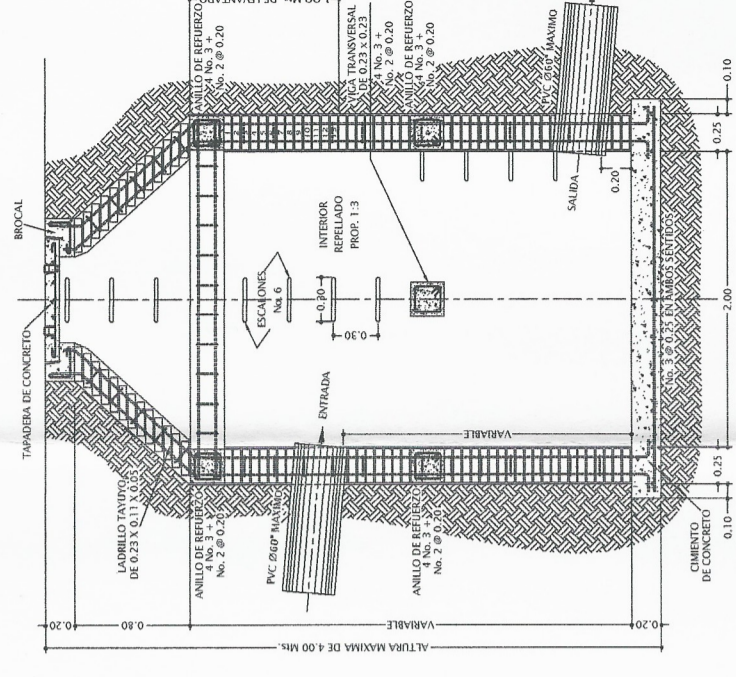 BROCAL
TAPADERA DE CONCRETO
LADRILLO TAYUYO
DE 0.23 X 0.11 X 0.05
ANILLO DE REFUERZO
4 No. 3 +
No. 2 @ 0.20
ANILLO DE REFUERZO
4 No. 3 +
No. 2 @ 0.20
VIGA TRANSVERSAL
DE 0.23 X 0.23
4 No. 3 +
No. 2 @ 0.20
ANILLO DE REFUERZO
4 No. 3 +
No. 2 @ 0.20
ANILLO DE REFUERZO
4 No. 3 +
No. 2 @ 0.20
PVC Ø60" MAXIMO
PVC Ø60" MAXIMO
ENTRADA
SALIDA
ESCALONES
No. 6
0.30
0.30
INTERIOR
REPELLADO
PROP. 1:3
VARIABLE
0.20
No. 3 @ 0.25 EN AMBOS SENTIDOS
CIMIENTO
DE CONCRETO
0.10
0.25
2.00
0.25
0.10
0.20
0.80
VARIABLE
0.20
ALTURA MAXIMA DE 4.00 Mts.